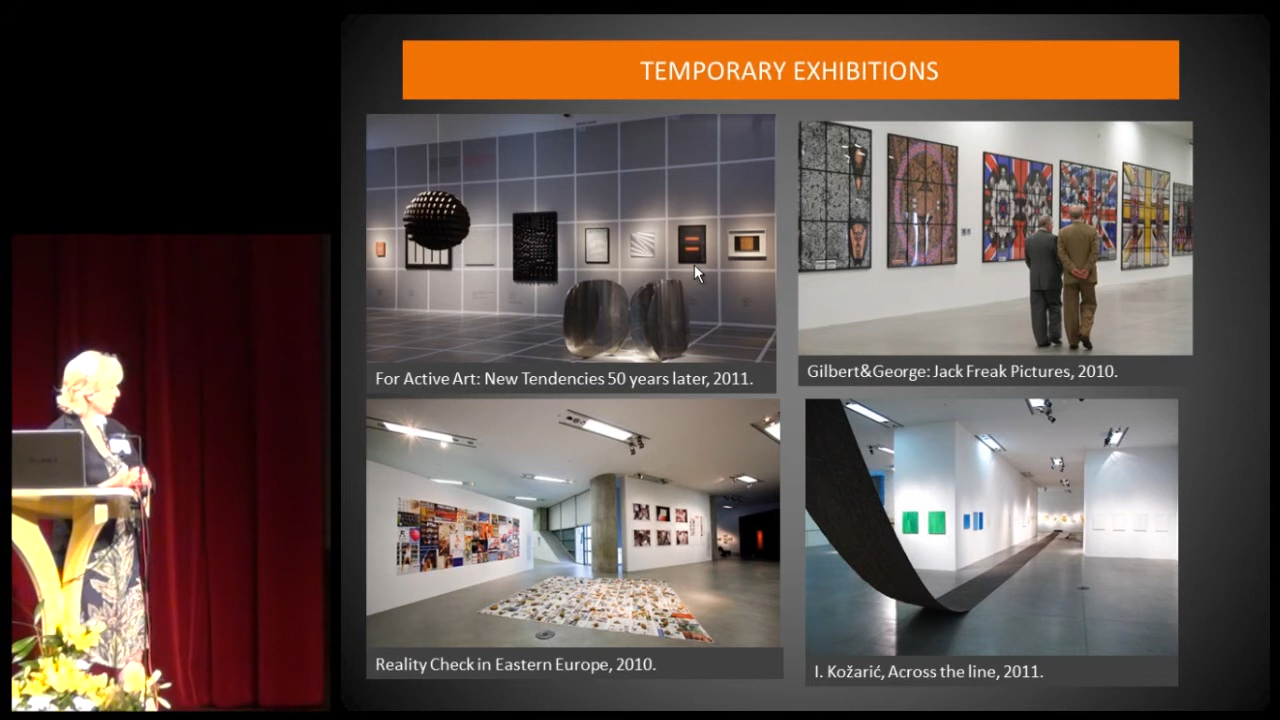 TEMPORARY EXHIBITIONS
For Active Art: New Tendencies 50 years later, 2011.
Gilbert&George: Jack Freak Pictures, 2010.
Reality Check in Eastern Europe, 2010.
I. Kožarić, Across the line, 2011.